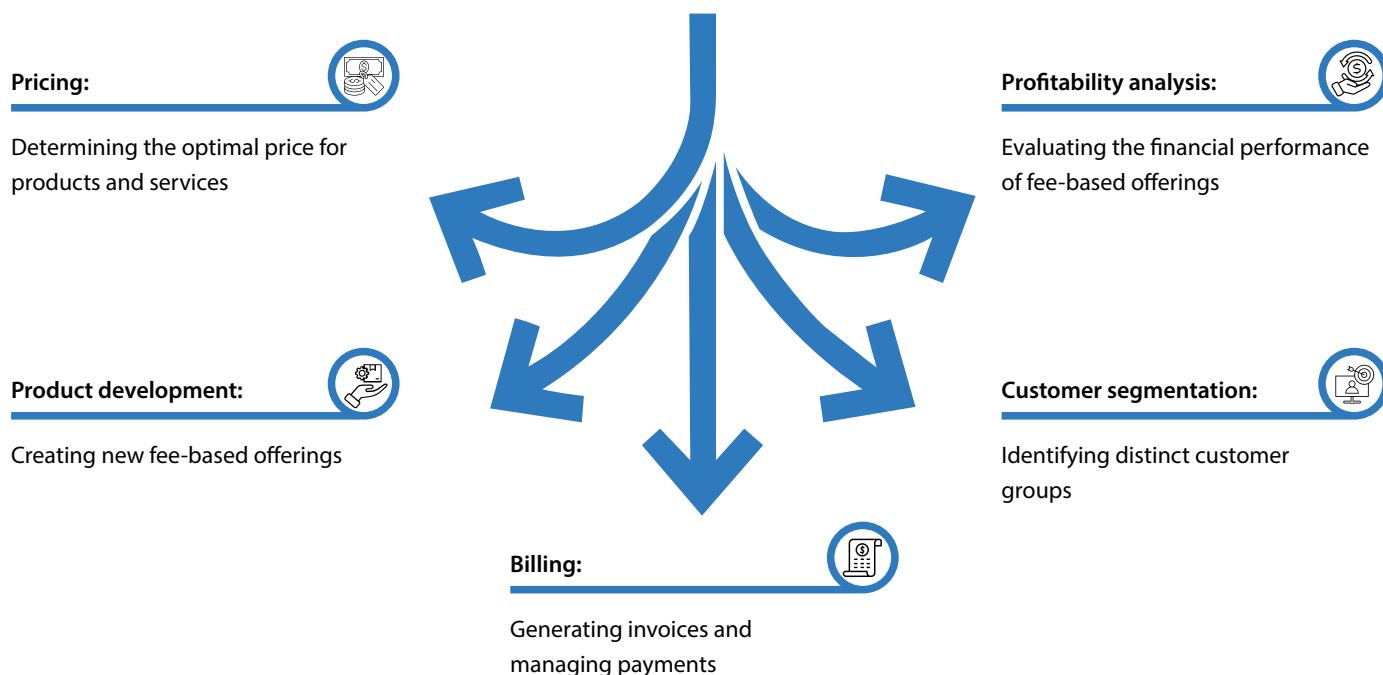 Pricing:
Determining the optimal price for
products and services
Profitability analysis:
Evaluating the financial performance
of fee-based offerings
Product development:
Creating new fee-based offerings
Customer segmentation:
Identifying distinct customer
groups
Billing:
Generating invoices and
managing payments